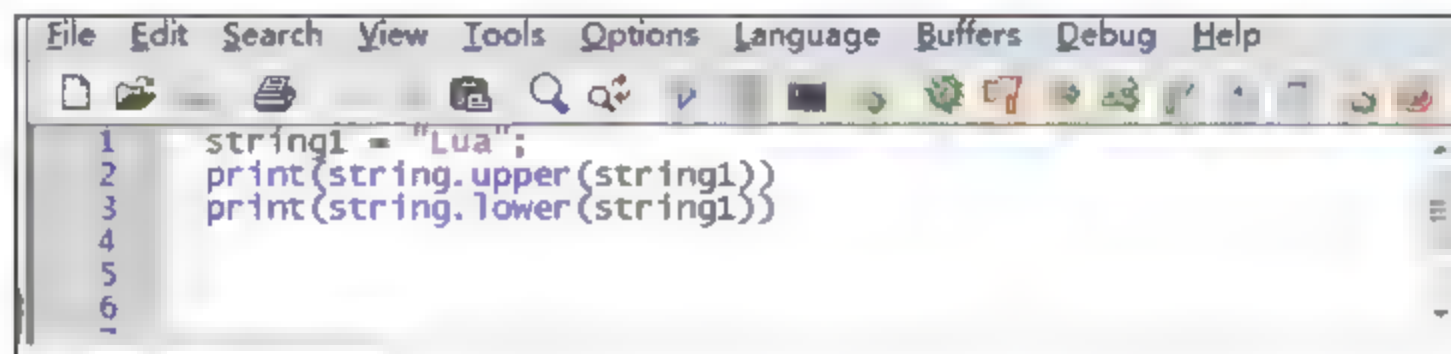 File Edit Search View Tools Options Language Buffers Debug Help
1 string1 = "Lua";
2 print(string.upper(string1))
3 print(string.lower(string1))
4
5
6